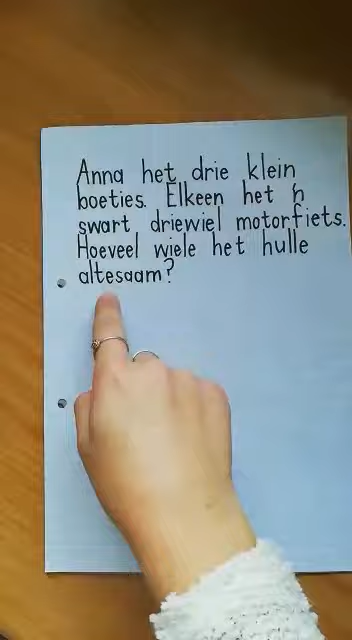 Anna het drie klein
boeties. Elkeen het 'n
swart driewiel motorfiets.
Hoeveel wiele het hulle
altesaam?